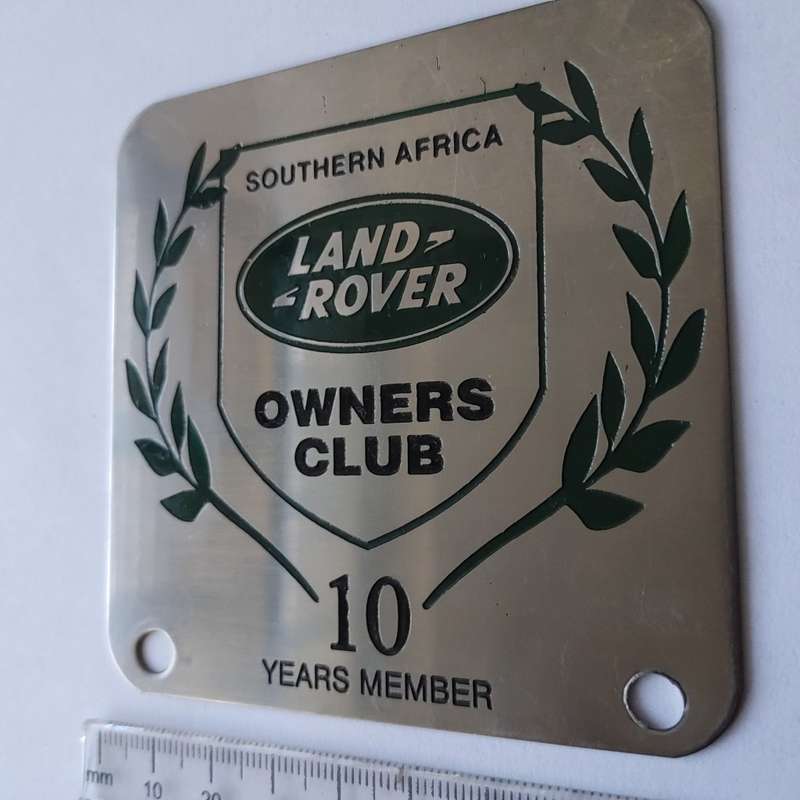 SOUTHERN AFRICA
LAND
ROVER
OWNERS
CLUB
10
YEARS MEMBER
mm 10 20